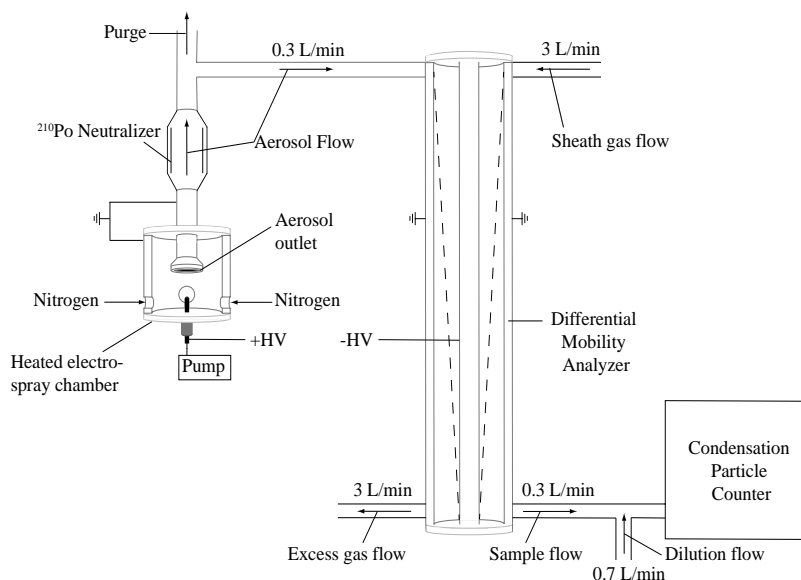 Purge
0.3 L/min
3 L/min
²¹⁰Po Neutralizer
Aerosol Flow
Sheath gas flow
Aerosol
outlet
Nitrogen
Nitrogen
+HV
-HV
Differential
Mobility
Analyzer
Heated electro-
spray chamber
Pump
Condensation
Particle
Counter
3 L/min
0.3 L/min
Excess gas flow
Sample flow
Dilution flow
0.7 L/min